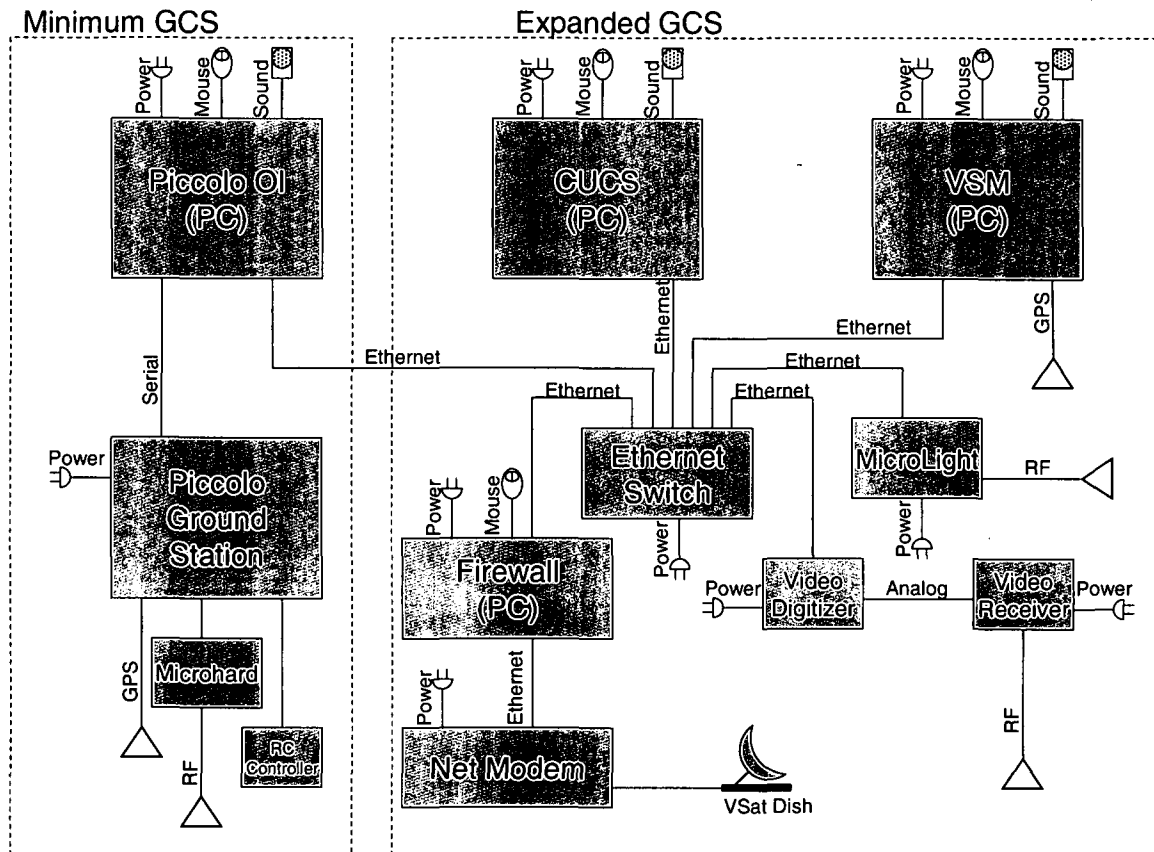 Minimum GCS
Expanded GCS
Power
Mouse
Sound
Power
Mouse
Sound
Power
Mouse
Sound
Piccolo OI
(PC)
CUCS
(PC)
VSM
(PC)
Serial
Ethernet
Ethernet
Ethernet
GPS
Ethernet
Ethernet
Ethernet
Power
Piccolo
Ground
Station
Ethernet
Switch
MicroLight
RF
Power
Mouse
Power
Power
Firewall
(PC)
Power
Video
Digitizer
Analog
Video
Receiver
Power
GPS
Microhard
RF
RC
Controller
Power
Ethernet
Net Modem
VSat Dish
RF